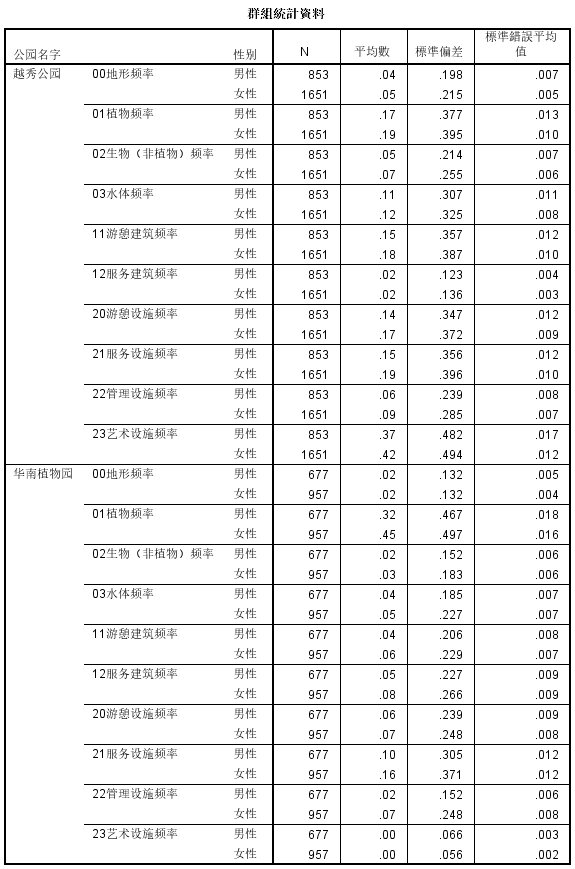 群組統計資料
公园名字 性别 N 平均數 標準偏差 標準錯誤平均值
越秀公园 00地形频率 男性 853 .04 .198 .007
女性 1651 .05 .215 .005
01植物频率 男性 853 .17 .377 .013
女性 1651 .19 .395 .010
02生物（非植物）频率 男性 853 .05 .214 .007
女性 1651 .07 .255 .006
03水体频率 男性 853 .11 .307 .011
女性 1651 .12 .325 .008
11游憩建筑频率 男性 853 .15 .357 .012
女性 1651 .18 .387 .010
12服务建筑频率 男性 853 .02 .123 .004
女性 1651 .02 .136 .003
20游憩设施频率 男性 853 .14 .347 .012
女性 1651 .17 .372 .009
21服务设施频率 男性 853 .15 .356 .012
女性 1651 .19 .396 .010
22管理设施频率 男性 853 .06 .239 .008
女性 1651 .09 .285 .007
23艺术设施频率 男性 853 .37 .482 .017
女性 1651 .42 .494 .012
华南植物园 00地形频率 男性 677 .02 .132 .005
女性 957 .02 .132 .004
01植物频率 男性 677 .32 .467 .018
女性 957 .45 .497 .016
02生物（非植物）频率 男性 677 .02 .152 .006
女性 957 .03 .183 .006
03水体频率 男性 677 .04 .185 .007
女性 957 .05 .227 .007
11游憩建筑频率 男性 677 .04 .206 .008
女性 957 .06 .229 .007
12服务建筑频率 男性 677 .05 .227 .009
女性 957 .08 .266 .009
20游憩设施频率 男性 677 .06 .239 .009
女性 957 .07 .248 .008
21服务设施频率 男性 677 .10 .305 .012
女性 957 .16 .371 .012
22管理设施频率 男性 677 .02 .152 .006
女性 957 .07 .248 .008
23艺术设施频率 男性 677 .00 .066 .003
女性 957 .00 .056 .002